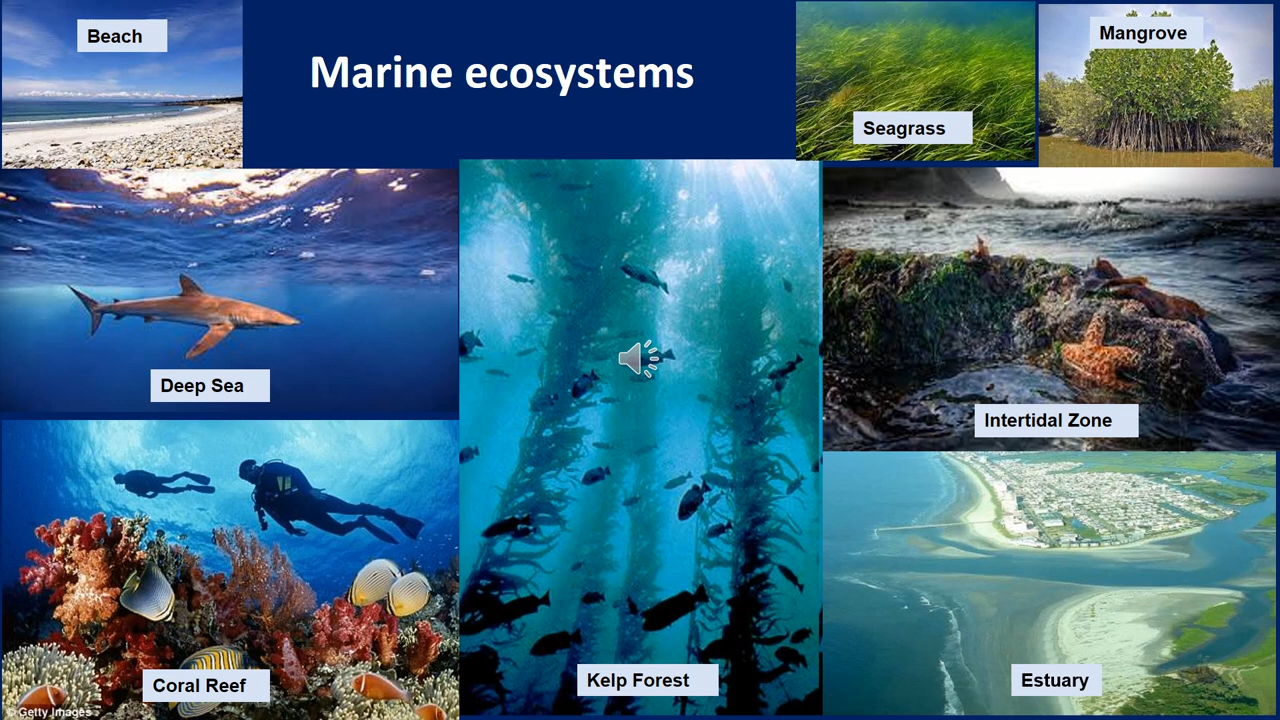 Beach
Marine ecosystems
Seagrass
Mangrove
Deep Sea
Intertidal Zone
Coral Reef
Kelp Forest
Estuary
© Getty Images